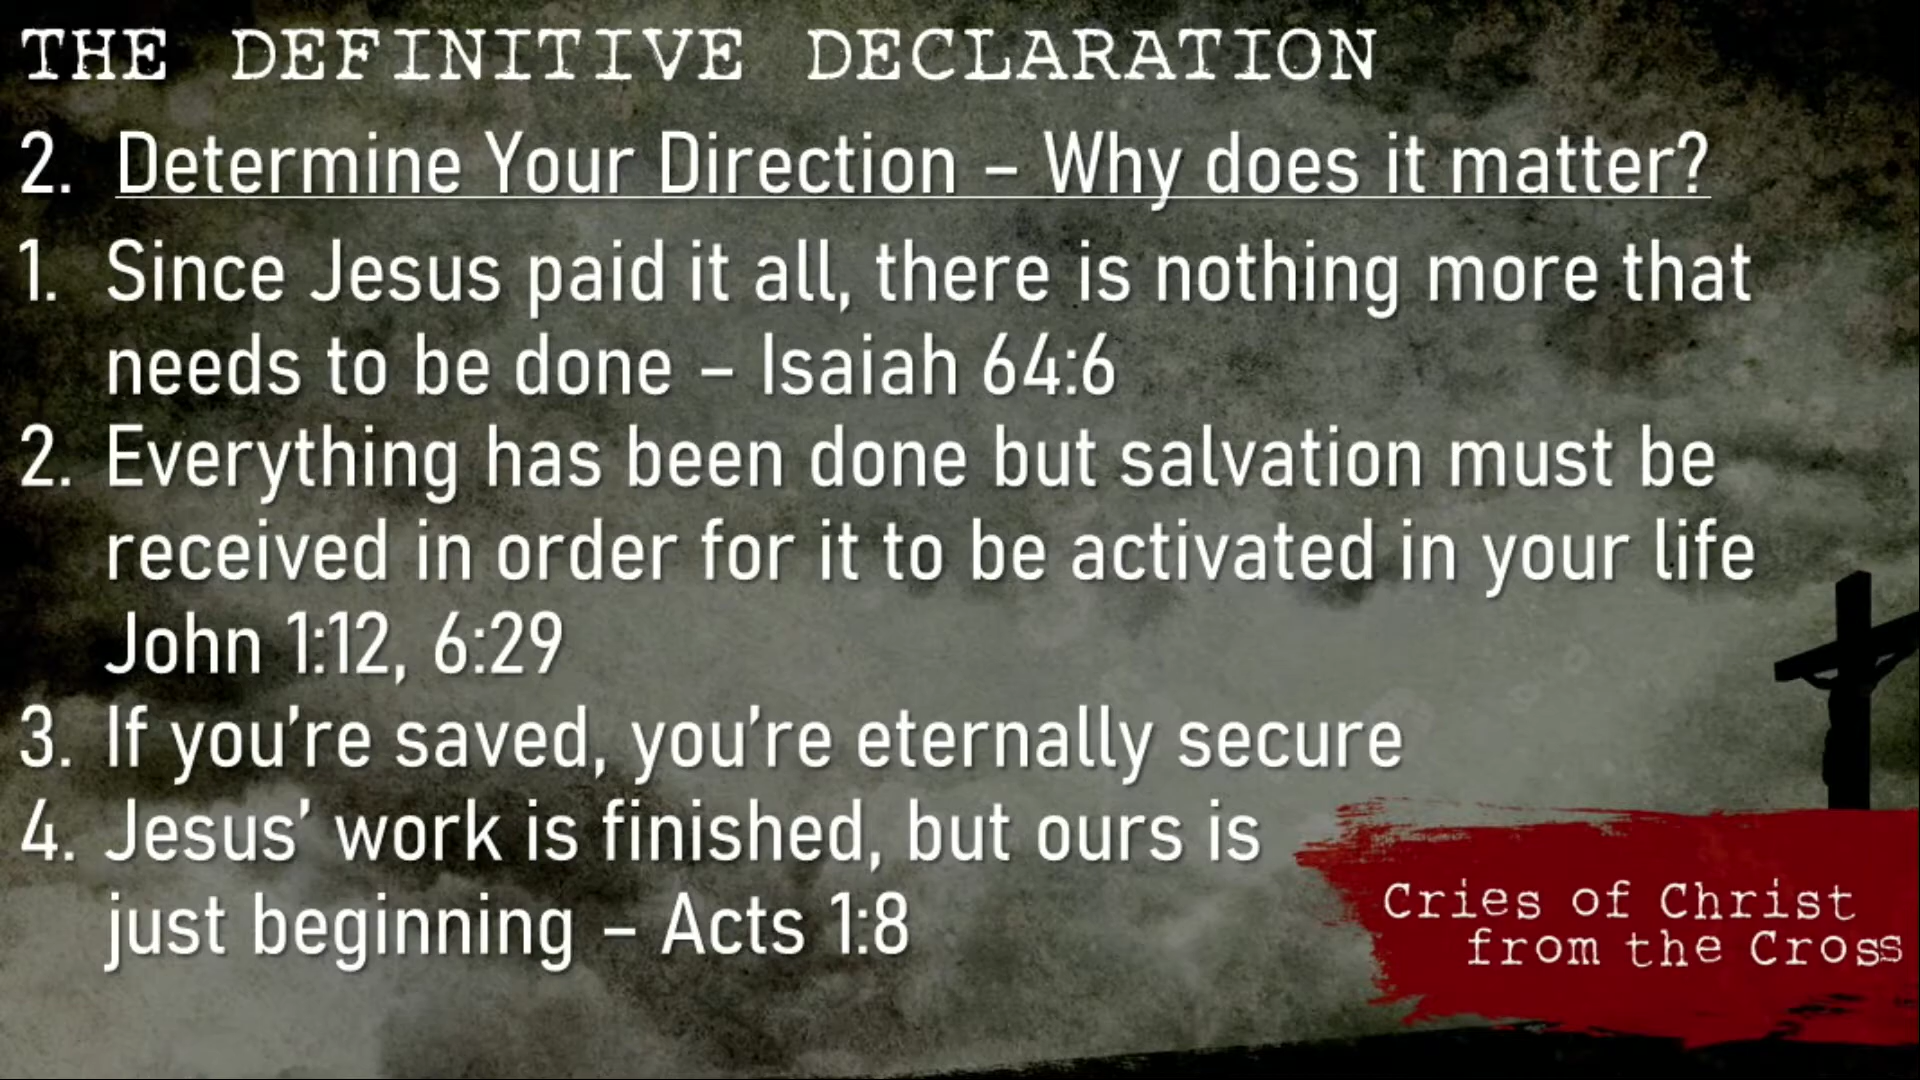 THE DEFINITIVE DECLARATION
2. Determine Your Direction – Why does it matter?
1. Since Jesus paid it all, there is nothing more that
needs to be done – Isaiah 64:6
2. Everything has been done but salvation must be
received in order for it to be activated in your life
John 1:12, 6:29
3. If you’re saved, you’re eternally secure
4. Jesus’ work is finished, but ours is
just beginning – Acts 1:8
Cries of Christ
from the Cross